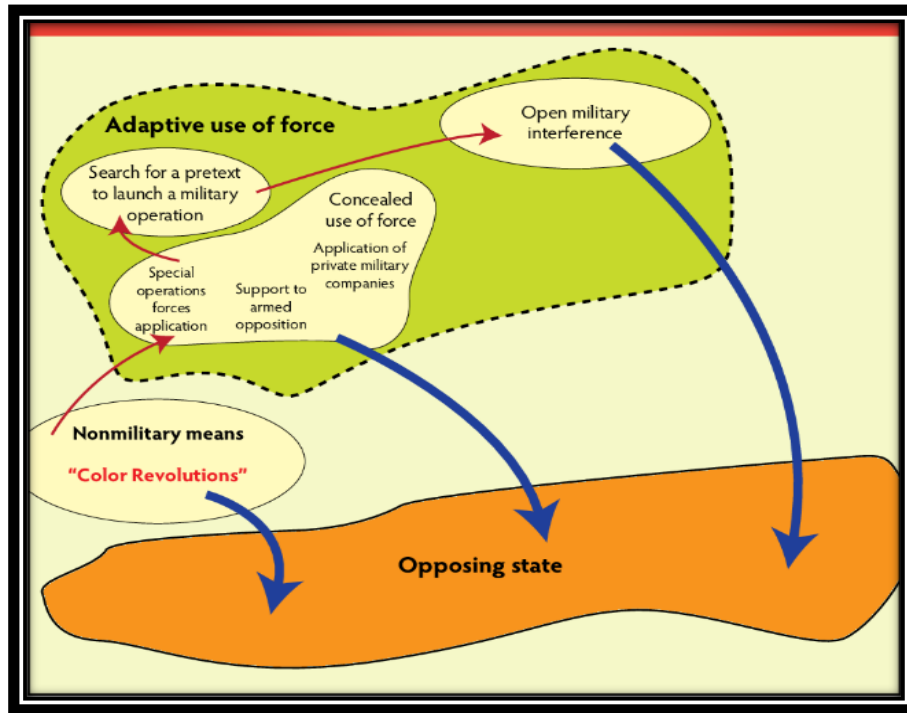 Adaptive use of force
Open military
interference
Search for a pretext
to launch a military
operation
Concealed
use of force
Application of
private military
companies
Special
operations
forces
application
Support to
armed
opposition
Nonmilitary means
“Color Revolutions”
Opposing state